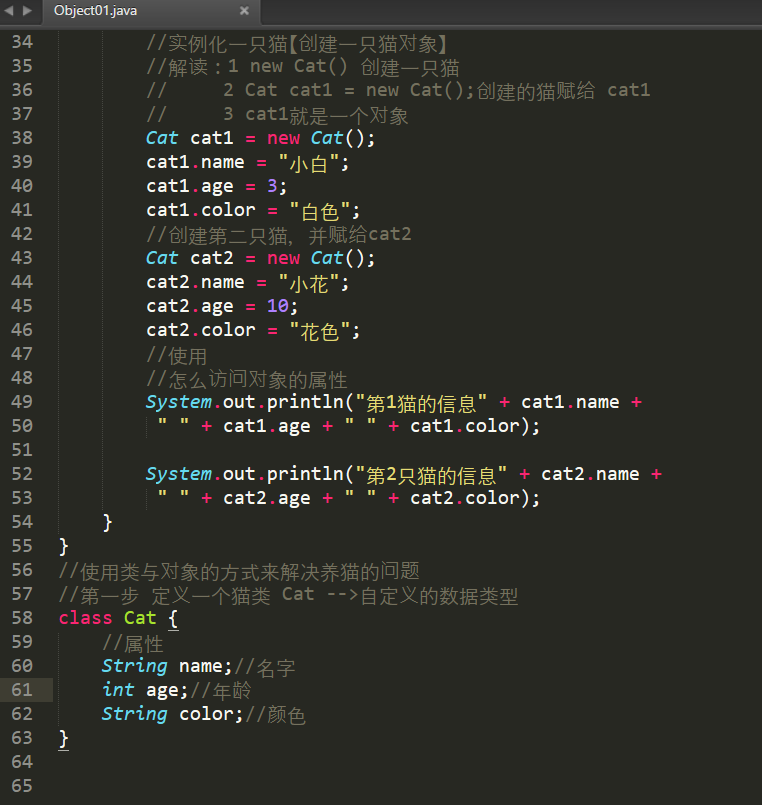 Object01.java
34 //实例化一只猫【创建一只猫对象】
35 //解读：1 new Cat() 创建一只猫
36 // 2 Cat cat1 = new Cat();创建的猫赋给 cat1
37 // 3 cat1就是一个对象
38 Cat cat1 = new Cat();
39 cat1.name = "小白";
40 cat1.age = 3;
41 cat1.color = "白色";
42 //创建第二只猫，并赋给cat2
43 Cat cat2 = new Cat();
44 cat2.name = "小花";
45 cat2.age = 10;
46 cat2.color = "花色";
47 //使用
48 //怎么访问对象的属性
49 System.out.println("第1猫的信息" + cat1.name +
50 " " + cat1.age + " " + cat1.color);
51
52 System.out.println("第2只猫的信息" + cat2.name +
53 " " + cat2.age + " " + cat2.color);
54 }
55 }
56 //使用类与对象的方式来解决养猫的问题
57 //第一步 定义一个猫类 Cat -->自定义的数据类型
58 class Cat {
59 //属性
60 String name;//名字
61 int age;//年龄
62 String color;//颜色
63 }
64
65